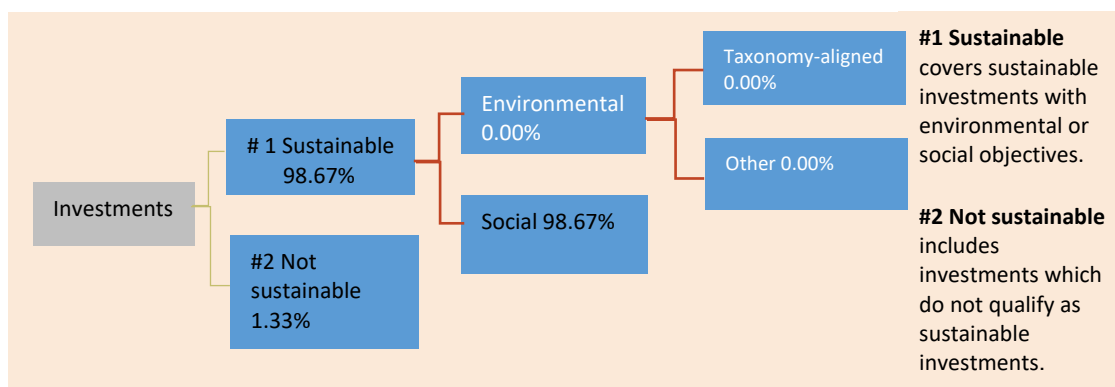 Investments
# 1 Sustainable
98.67%
#2 Not
sustainable
1.33%
Environmental
0.00%
Social 98.67%
Taxonomy-aligned
0.00%
Other 0.00%
#1 Sustainable
covers sustainable
investments with
environmental or
social objectives.
#2 Not sustainable
includes
investments which
do not qualify as
sustainable
investments.